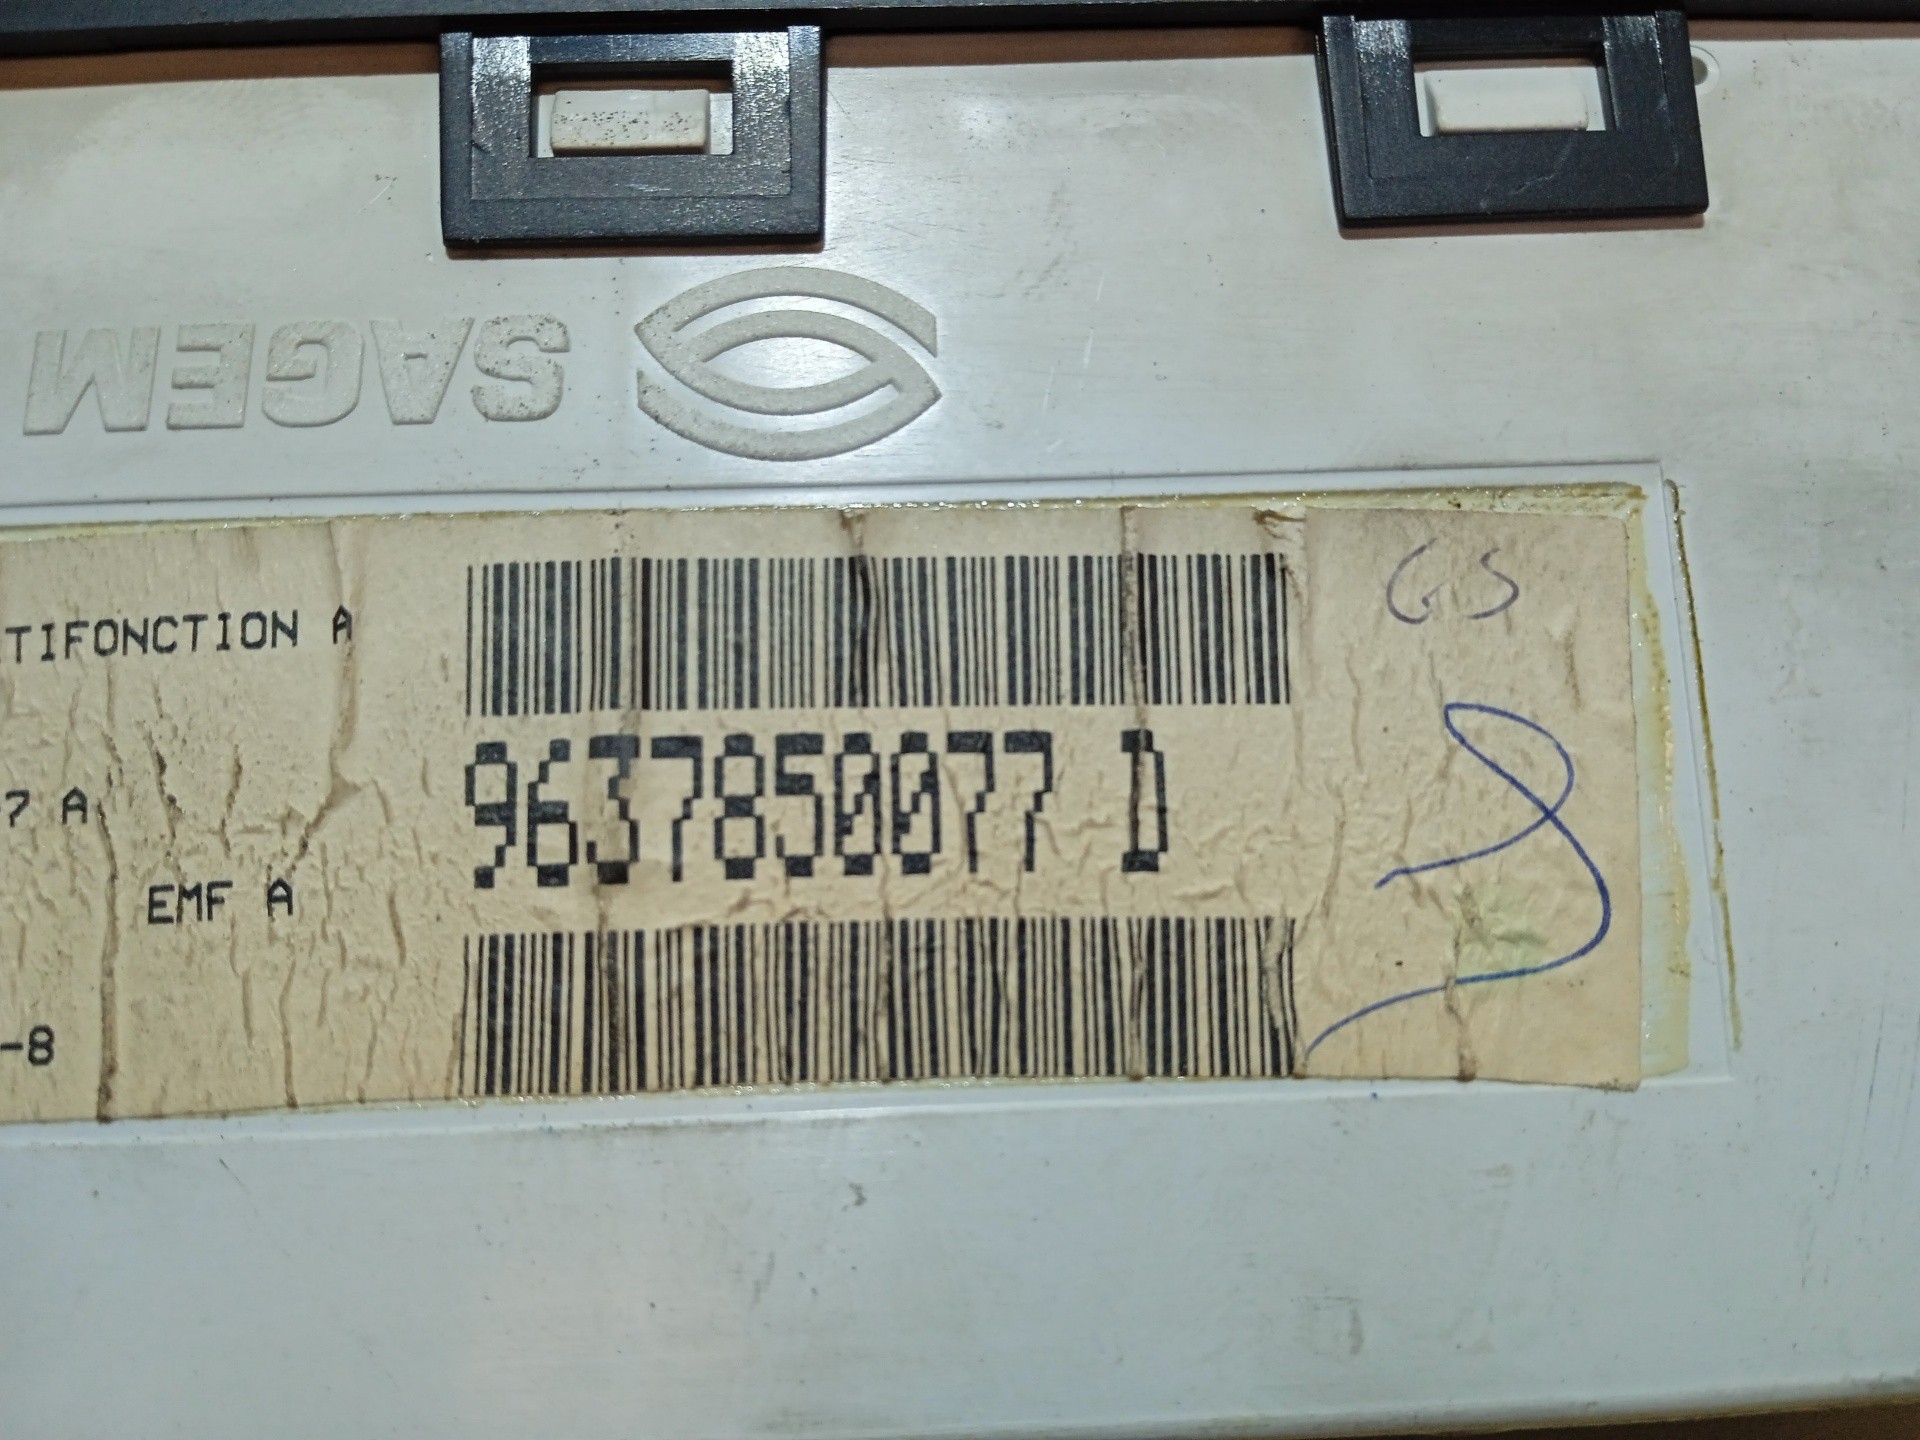 SAGEM
TIFONCTION A
GS
7 A
9637850077 D
EMF A
-8